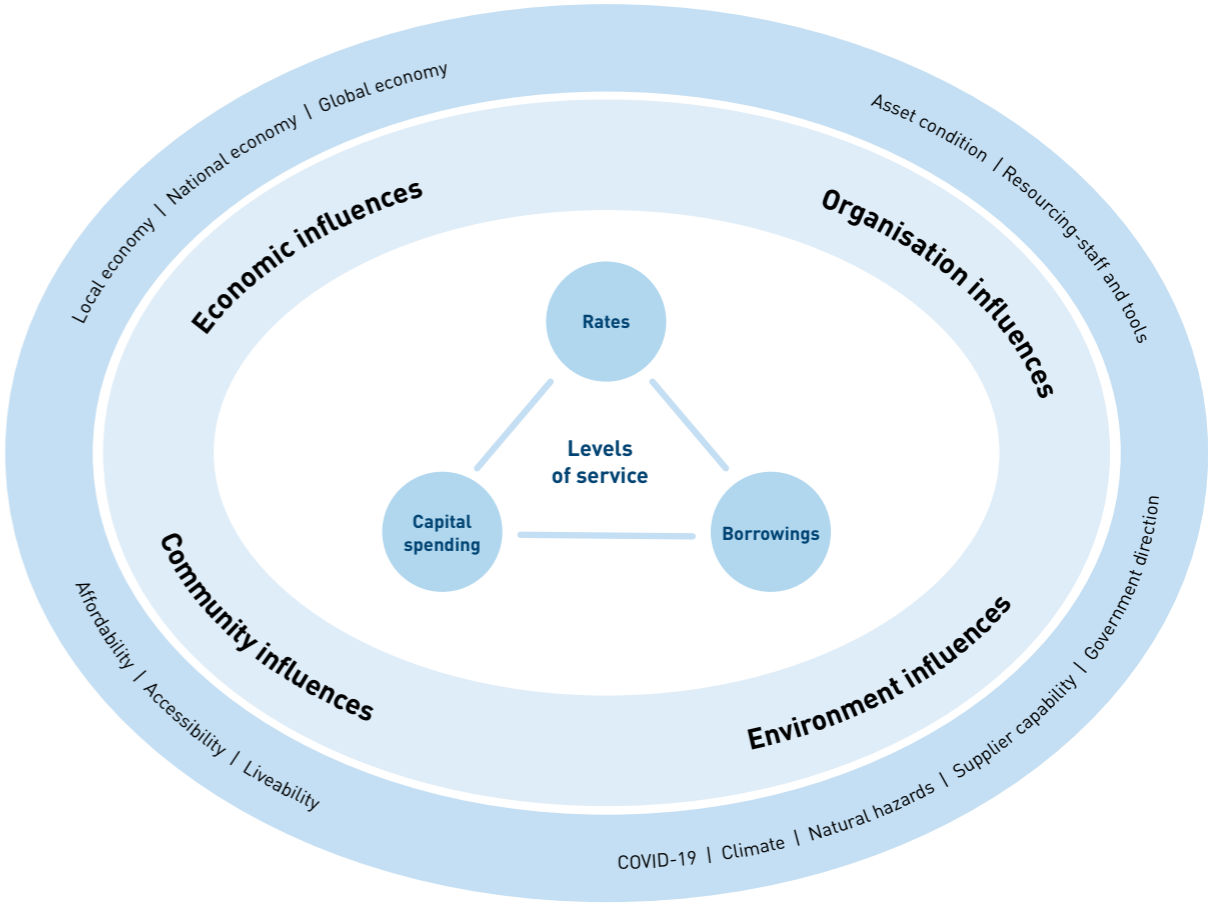 Local economy | National economy | Global economy
Asset condition | Resourcing-staff and tools
Economic influences
Organisation influences
Rates
Levels
of service
Capital
spending
Borrowings
Community influences
Environment influences
Affordability | Accessibility | Liveability
COVID-19 | Climate | Natural hazards | Supplier capability | Government direction